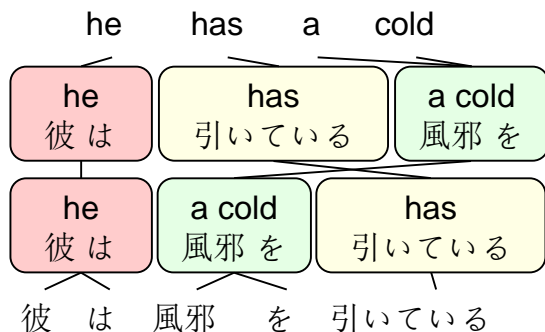 he has a cold
he has a cold
彼 は 引いている 風邪 を
he a cold has
彼 は 風邪 を 引いている
彼 は 風邪 を 引いている